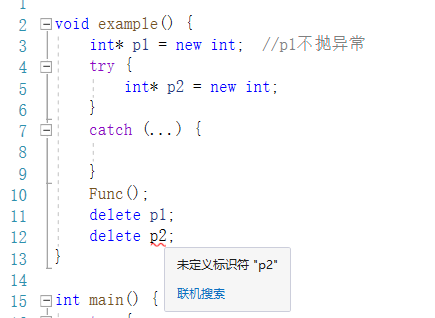 1
2 void example() {
3 int* p1 = new int; //p1不抛异常
4 try {
5 int* p2 = new int;
6 }
7 catch (...) {
8
9 }
10 Func();
11 delete p1;
12 delete p2;
13 }
未定义标识符 "p2"
联机搜索
14
15 int main() {